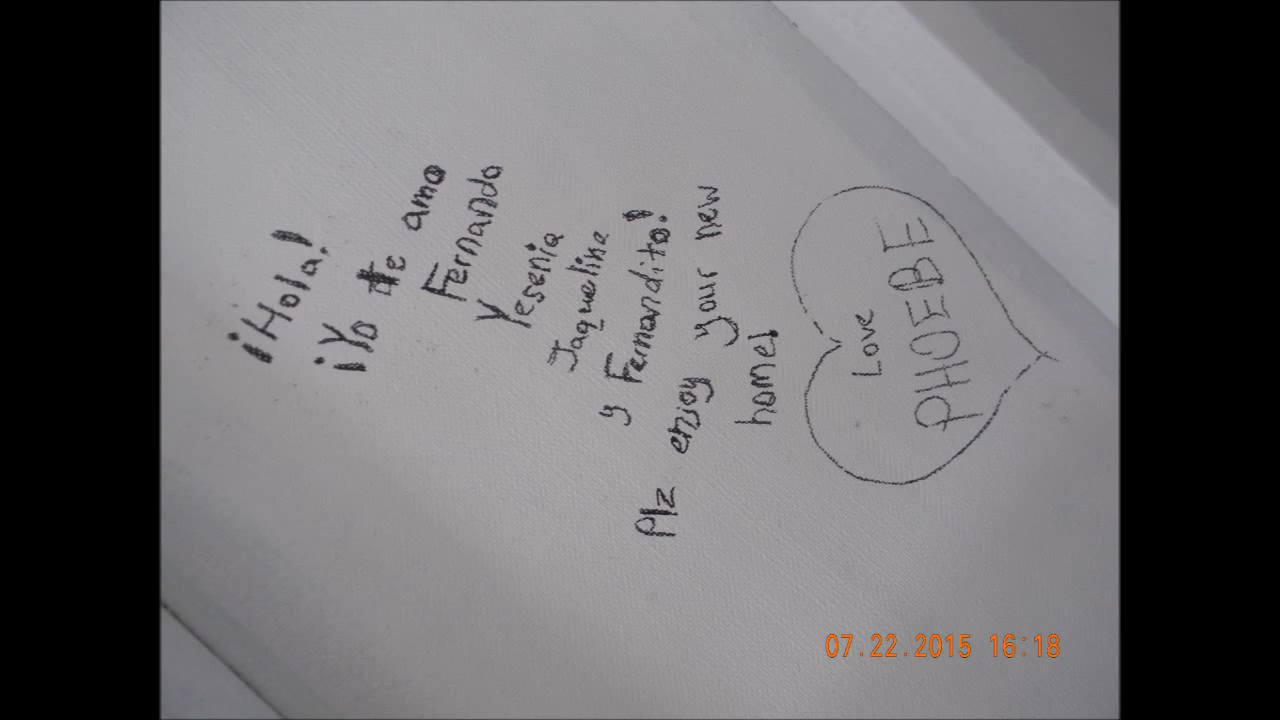 ¡Hola!
¡Yo te amo
Fernando
Yesenia
Jaqueline
y Fernandito!
Plz enjoy your new
home!
Love
PHOEBE
07.22.2015 16:18